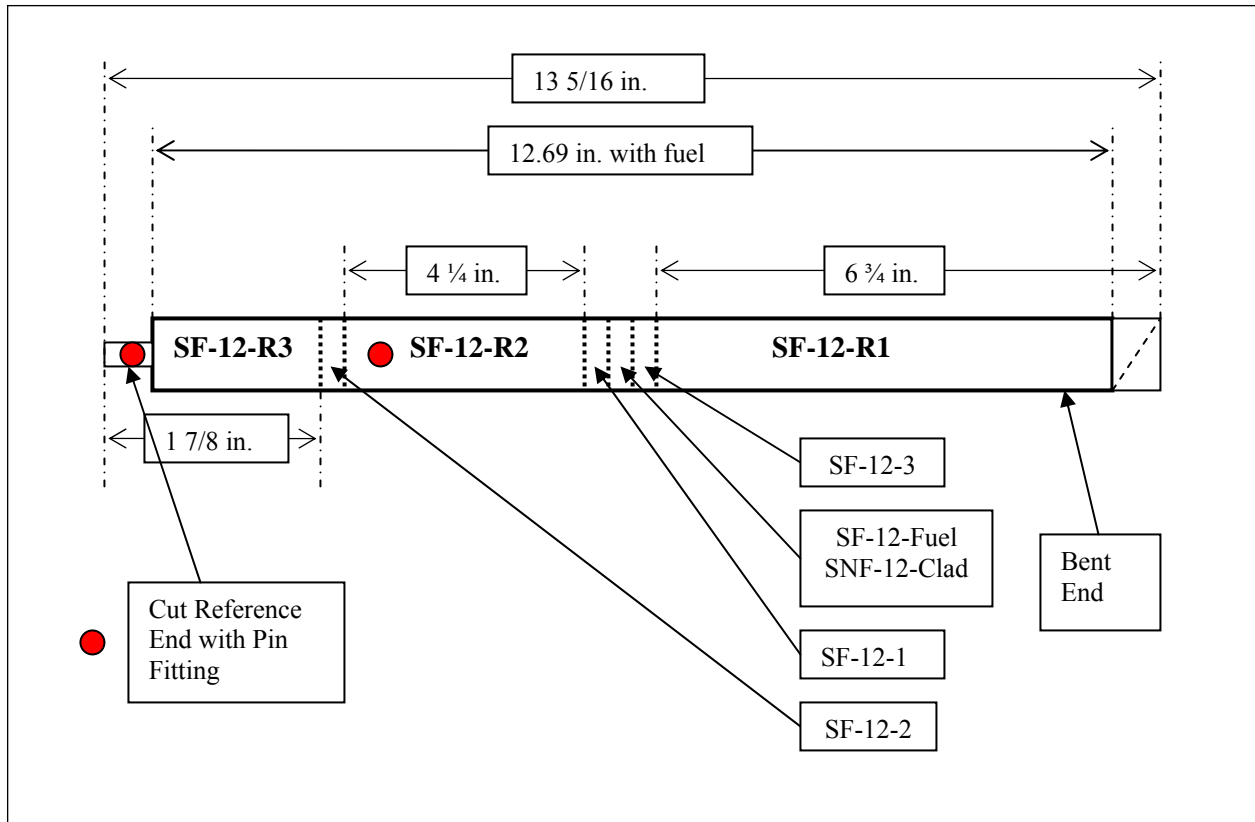 13 5/16 in.
12.69 in. with fuel
4 ¼ in.
6 ¾ in.
SF-12-R3
SF-12-R2
SF-12-R1
1 7/8 in.
SF-12-3
SF-12-Fuel
SNF-12-Clad
Bent
End
Cut Reference
End with Pin
Fitting
SF-12-1
SF-12-2